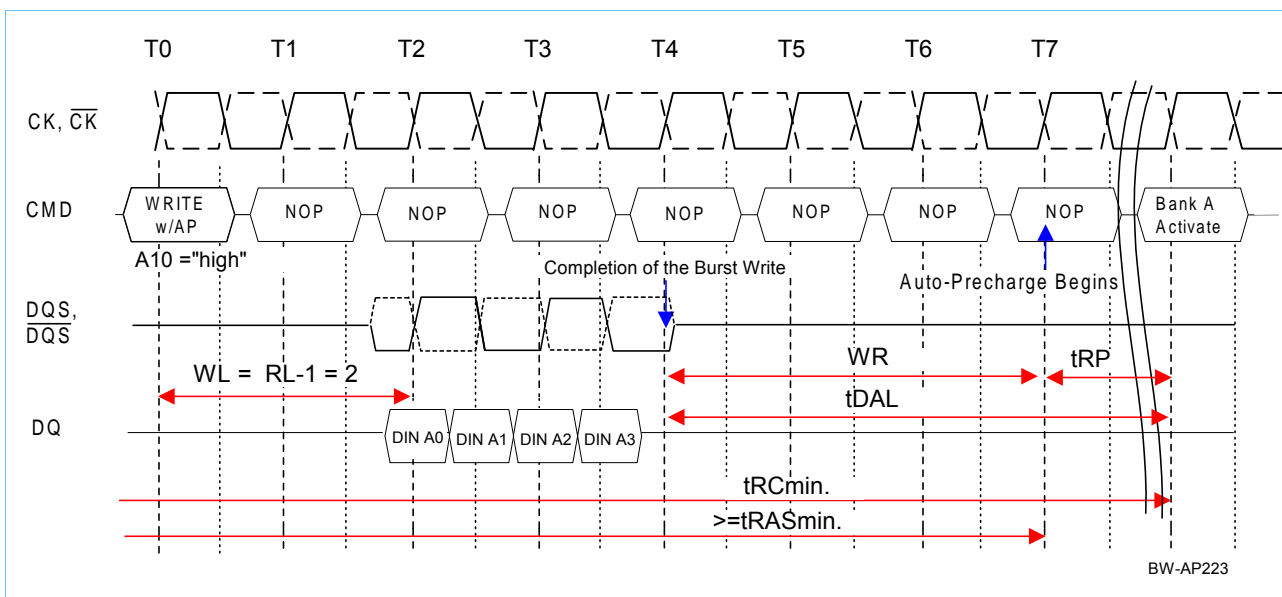 T0 T1 T2 T3 T4 T5 T6 T7
CK, CK
CMD
WRITE
w/AP
NOP NOP NOP NOP NOP NOP NOP
Bank A
Activate
A10 ="high"
Completion of the Burst Write
Auto-Precharge Begins
DQS,
DQS
WL = RL-1 = 2
WR
tRP
tDAL
DQ
DIN A0 DIN A1 DIN A2 DIN A3
tRCmin.
>=tRASmin.
BW-AP223